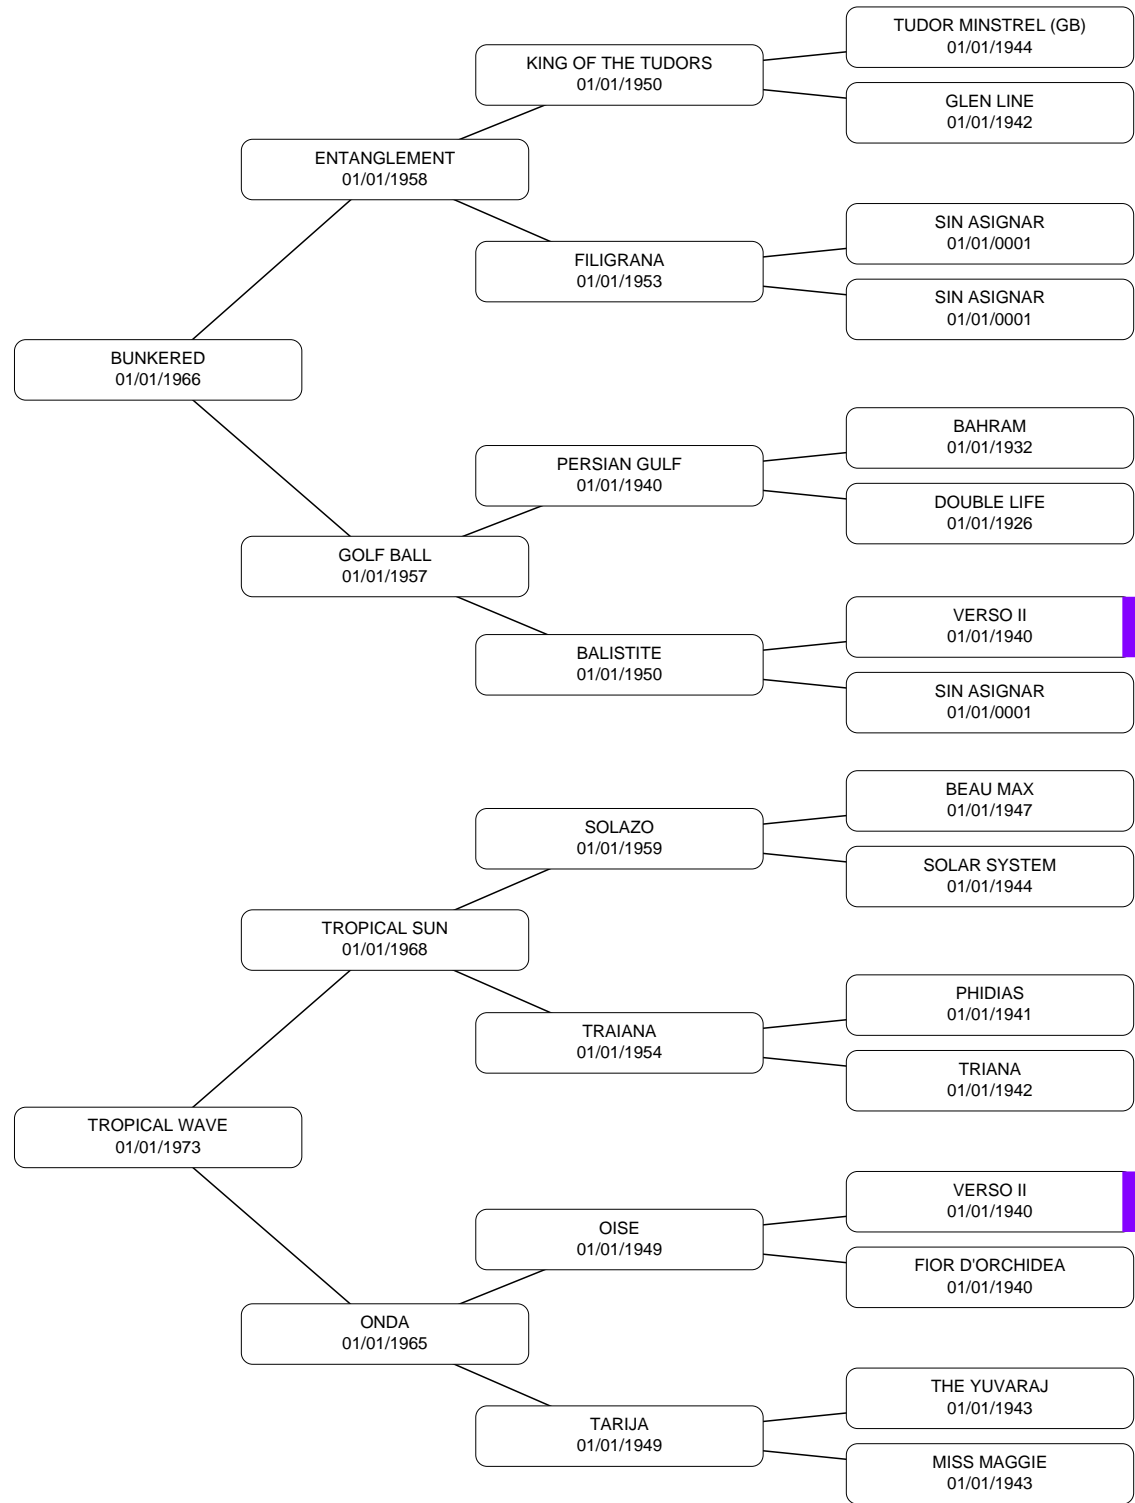 TUDOR MINSTREL (GB)
01/01/1944
KING OF THE TUDORS
01/01/1950
GLEN LINE
01/01/1942
ENTANGLEMENT
01/01/1958
SIN ASIGNAR
01/01/0001
FILIGRANA
01/01/1953
SIN ASIGNAR
01/01/0001
BUNKERED
01/01/1966
BAHRAM
01/01/1932
PERSIAN GULF
01/01/1940
DOUBLE LIFE
01/01/1926
GOLF BALL
01/01/1957
VERSO II
01/01/1940
BALISTITE
01/01/1950
SIN ASIGNAR
01/01/0001
BEAU MAX
01/01/1947
SOLAZO
01/01/1959
SOLAR SYSTEM
01/01/1944
TROPICAL SUN
01/01/1968
PHIDIAS
01/01/1941
TRAIANA
01/01/1954
TRIANA
01/01/1942
TROPICAL WAVE
01/01/1973
VERSO II
01/01/1940
OISE
01/01/1949
FIOR D'ORCHIDEA
01/01/1940
ONDA
01/01/1965
THE YUVARAJ
01/01/1943
TARIJA
01/01/1949
MISS MAGGIE
01/01/1943